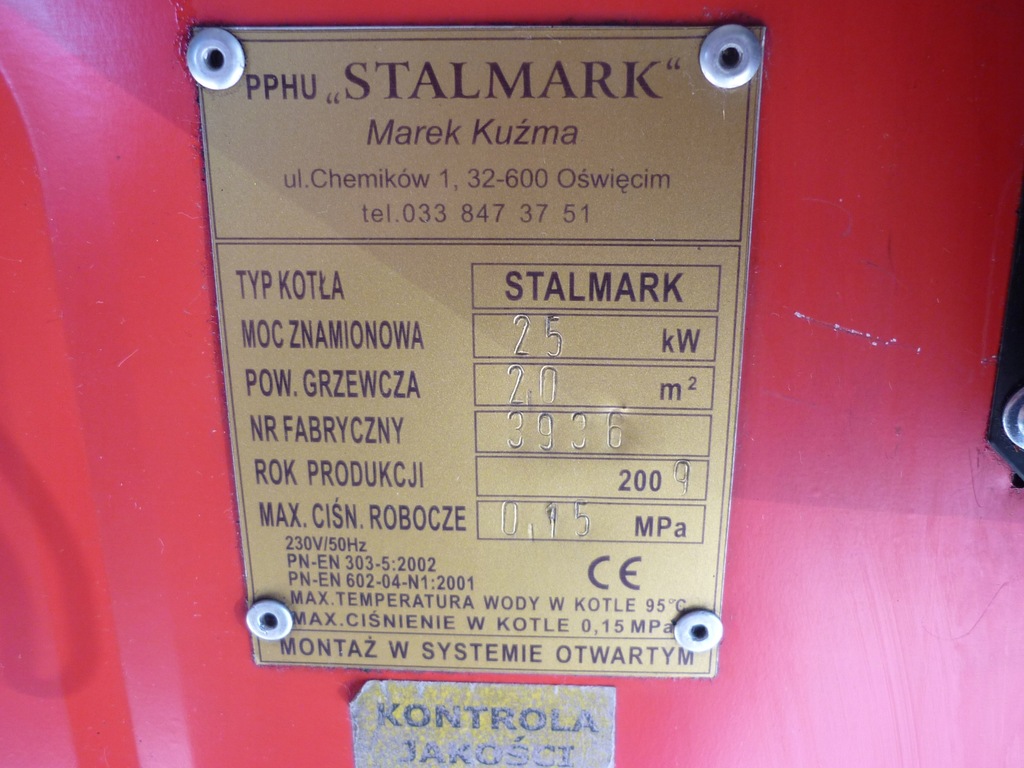 PPHU „STALMARK“
Marek Kuźma
ul.Chemików 1, 32-600 Oświęcim
tel.033 847 37 51
TYP KOTŁA STALMARK
MOC ZNAMIONOWA 25 kW
POW. GRZEWCZA 2,0 m²
NR FABRYCZNY 3936
ROK PRODUKCJI 2009
MAX. CIŚN. ROBOCZE 0,15 MPa
230V/50Hz
PN-EN 303-5:2002
PN-EN 602-04-N1:2001
CE
MAX.TEMPERATURA WODY W KOTLE 95°C
MAX.CIŚNIENIE W KOTLE 0,15 MPa
MONTAŻ W SYSTEMIE OTWARTYM
KONTROLA
JAKOŚCI